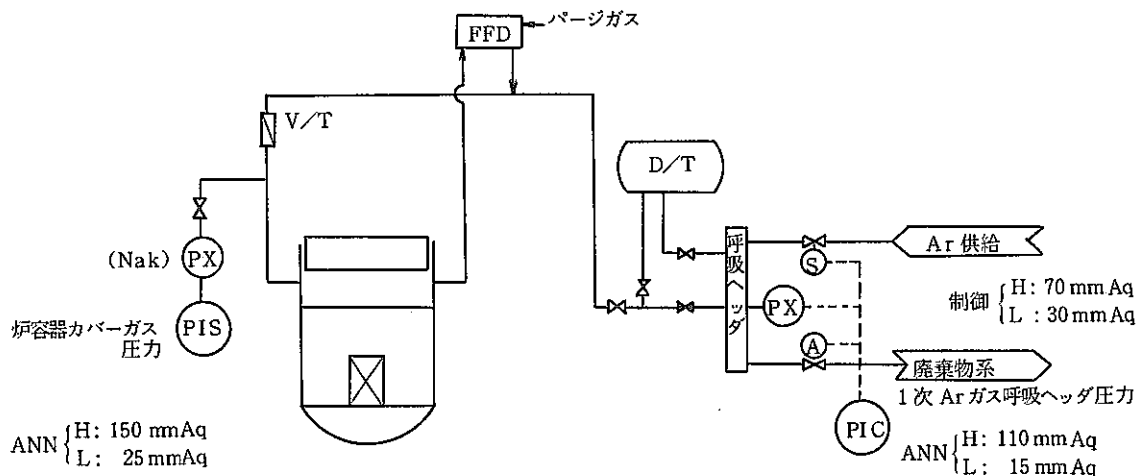 パージガス
FFD
V/T
D/T
呼吸ヘッダ
Ar 供給
S
(Nak)
PX
PX
制御
H: 70 mmAq
L : 30 mmAq
炉容器カバーガス
圧力
PIS
A
廃棄物系
1次 Arガス呼吸ヘッダ圧力
PIC
ANN
H: 150 mmAq
L: 25 mmAq
ANN
H: 110 mmAq
L: 15 mmAq